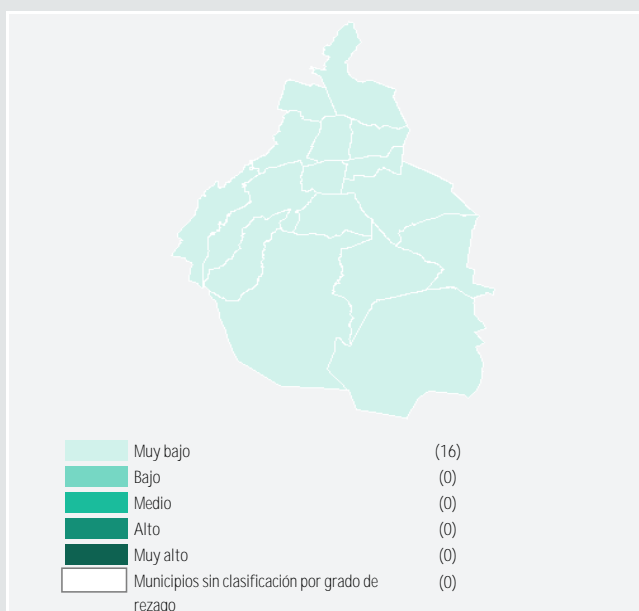 Muy bajo (16)
Bajo (0)
Medio (0)
Alto (0)
Muy alto (0)
Municipios sin clasificación por grado de (0)
rezago